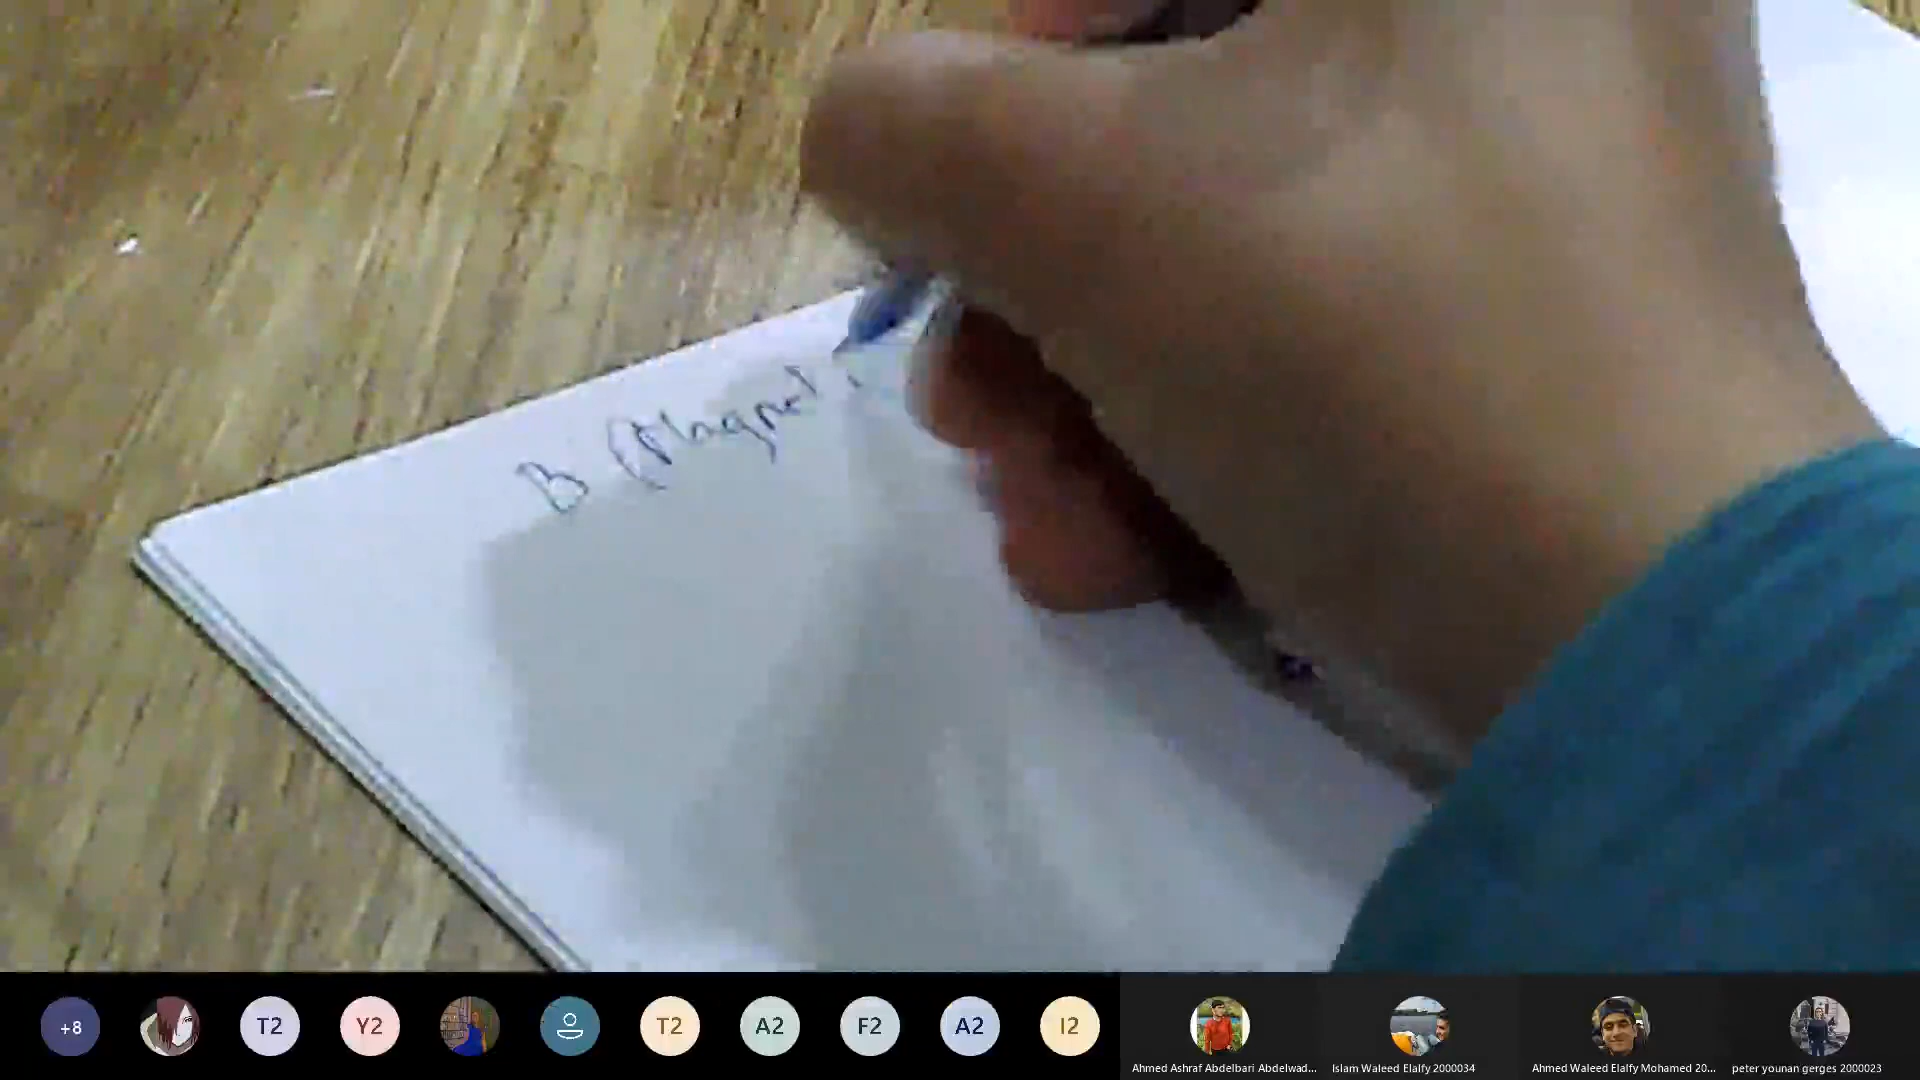 B (Magnet
+8
T2
Y2
T2
A2
F2
A2
I2
Ahmed Ashraf Abdelbari Abdelwad...
Islam Waleed Elalfy 2000034
Ahmed Waleed Elalfy Mohamed 20...
peter younan gerges 2000023